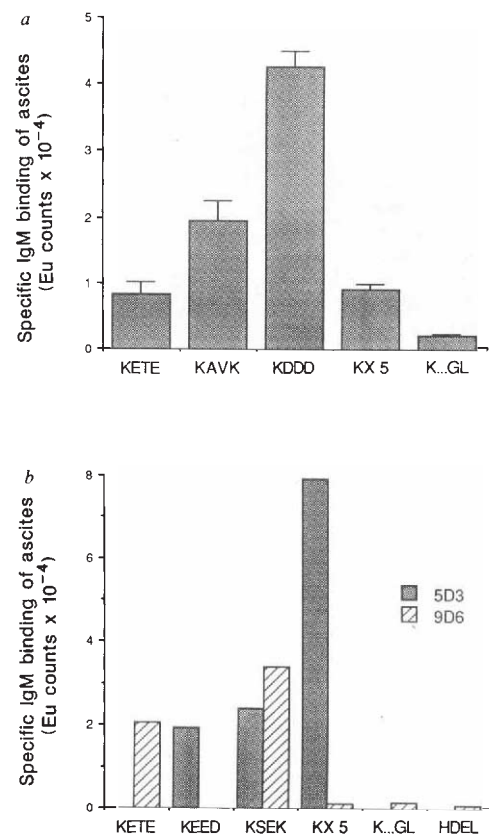 a
Specific IgM binding of ascites
(Eu counts x 10⁻⁴)
5
4
3
2
1
0
KETE KAVK KDDD KX 5 K...GL
b
Specific IgM binding of ascites
(Eu counts x 10⁻⁴)
8
6
4
2
0
5D3
9D6
KETE KEED KSEK KX 5 K...GL HDEL